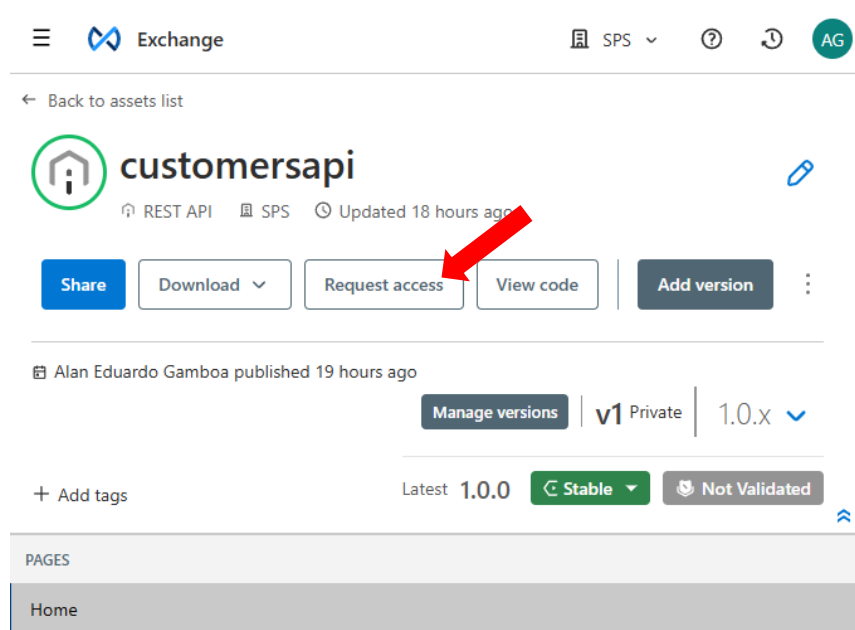 Exchange SPS AG
Back to assets list
customersapi
REST API SPS Updated 18 hours ago
Share Download Request access View code Add version
Alan Eduardo Gamboa published 19 hours ago
Manage versions v1 Private 1.0.x
Add tags Latest 1.0.0 Stable Not Validated
PAGES
Home